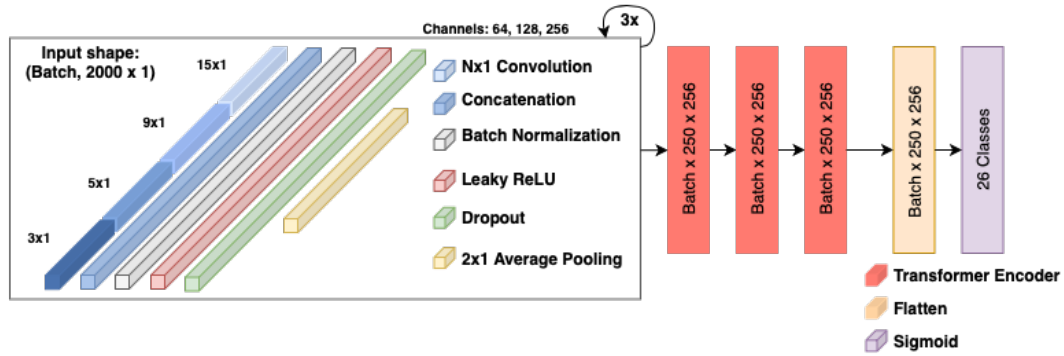 Channels: 64, 128, 256
3x
Input shape:
(Batch, 2000 x 1)
15x1
9x1
5x1
3x1
Nx1 Convolution
Concatenation
Batch Normalization
Leaky ReLU
Dropout
2x1 Average Pooling
Batch x 250 x 256
Batch x 250 x 256
Batch x 250 x 256
Batch x 250 x 256
26 Classes
Transformer Encoder
Flatten
Sigmoid